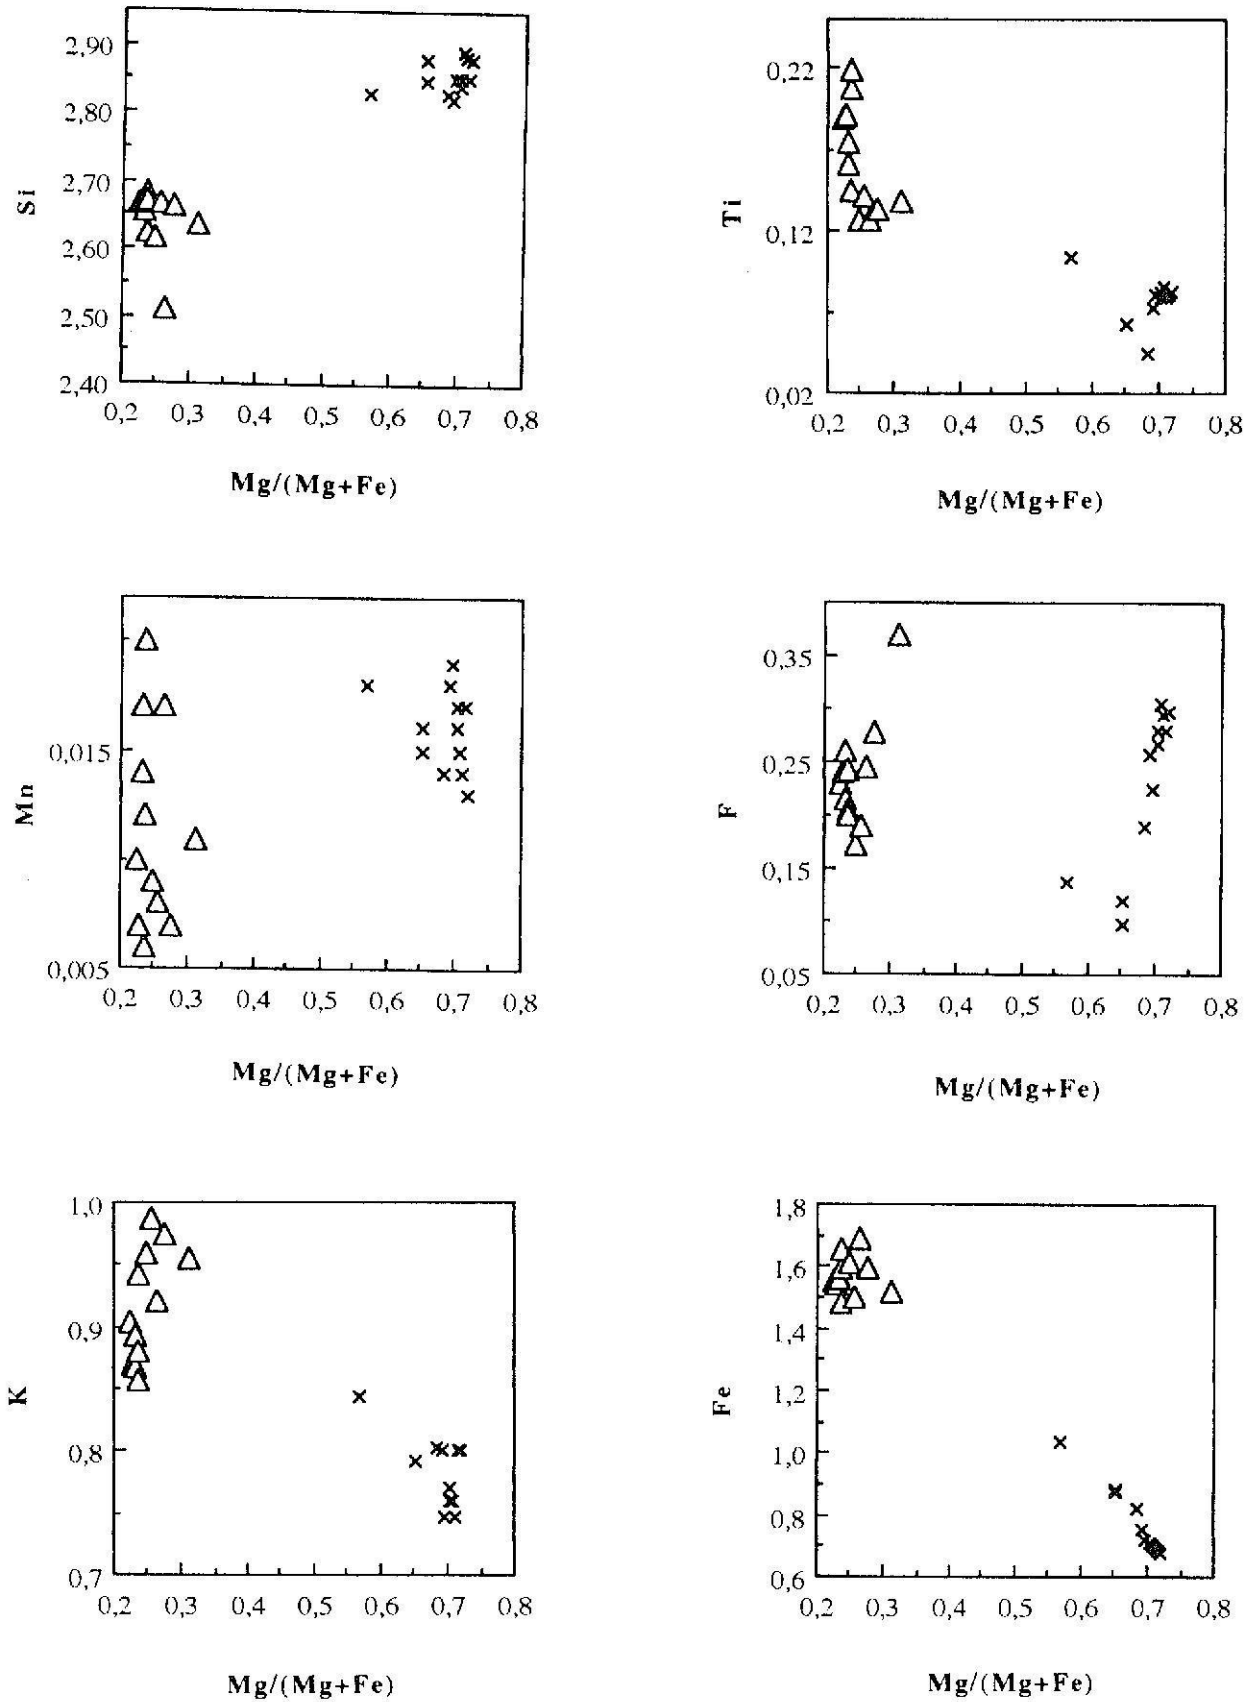 2,90
2,80
2,70
2,60
2,50
2,40
Si
0,2 0,3 0,4 0,5 0,6 0,7 0,8
Mg/(Mg+Fe)
0,22
0,12
0,02
Ti
0,2 0,3 0,4 0,5 0,6 0,7 0,8
Mg/(Mg+Fe)
0,015
0,005
Mn
0,2 0,3 0,4 0,5 0,6 0,7 0,8
Mg/(Mg+Fe)
0,35
0,25
0,15
0,05
F
0,2 0,3 0,4 0,5 0,6 0,7 0,8
Mg/(Mg+Fe)
1,0
0,9
0,8
0,7
K
0,2 0,3 0,4 0,5 0,6 0,7 0,8
Mg/(Mg+Fe)
1,8
1,6
1,4
1,2
1,0
0,8
0,6
Fe
0,2 0,3 0,4 0,5 0,6 0,7 0,8
Mg/(Mg+Fe)